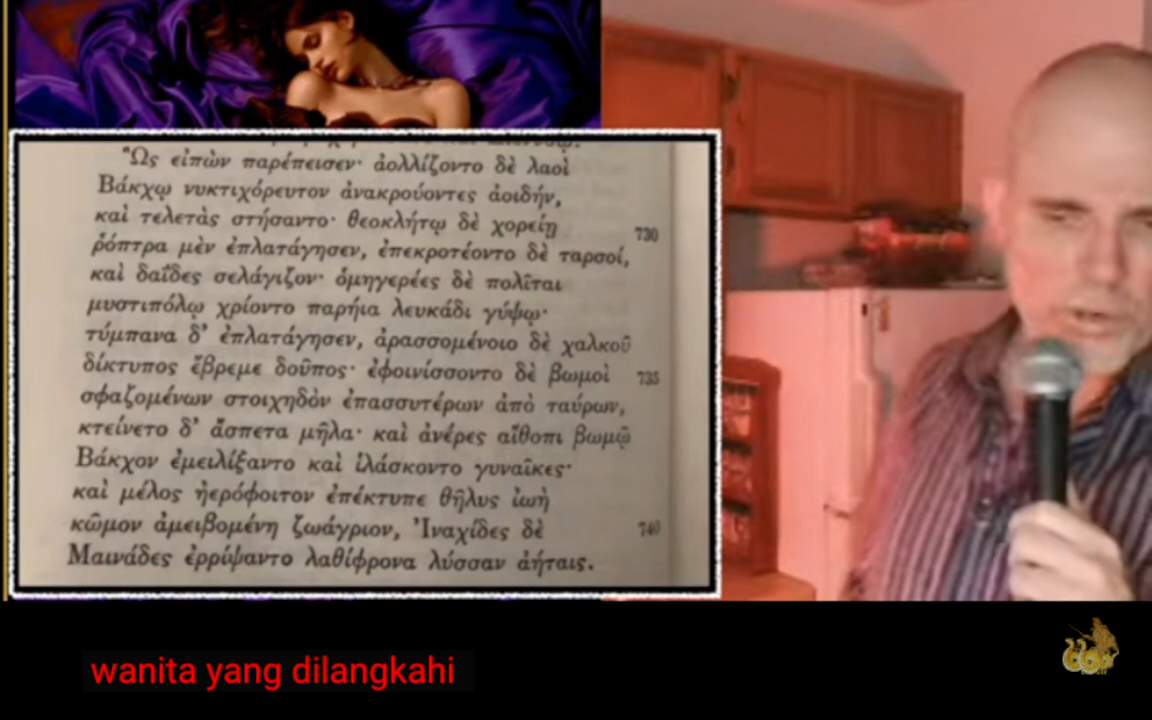 Ὣς εἰπὼν παρέπεισεν· ἀολλίζοντο δὲ λαοὶ
Βάκχῳ νυκτιχόρευτον ἀνακρούοντες ἀοιδήν,
καὶ τελετὰς στήσαντο· θεοκλήτῳ δὲ χορείῃ
730
ῥόπτρα μὲν ἐπλατάγησεν, ἐπεκροτέοντο δὲ ταρσοί,
καὶ δαΐδες σελάγιζον· ὁμηγερέες δὲ πολῖται
μυστιπόλῳ χρίοντο παρήια λευκάδι γύψῳ·
τύμπανα δ’ ἐπλατάγησεν, ἀρασσομένοιο δὲ χαλκοῦ
δίκτυπος ἔβρεμε δοῦπος· ἐφοινίσσοντο δὲ βωμοὶ
735
σφαζομένων στοιχηδὸν ἐπασσυτέρων ἀπὸ ταύρων,
κτείνετο δ’ ἄσπετα μῆλα· καὶ ἀνέρες αἴθοπι βωμῷ
Βάκχον ἐμειλίξαντο καὶ ἱλάσκοντο γυναῖκες·
καὶ μέλος ἠερόφοιτον ἐπέκτυπε θῆλυς ἰωὴ
κῶμον ἀμειβομένη ζωάγριον, Ἰναχίδες δὲ
740
Μαινάδες ἐρρίψαντο λαθίφρονα λύσσαν ἀήταις.
wanita yang dilangkahi